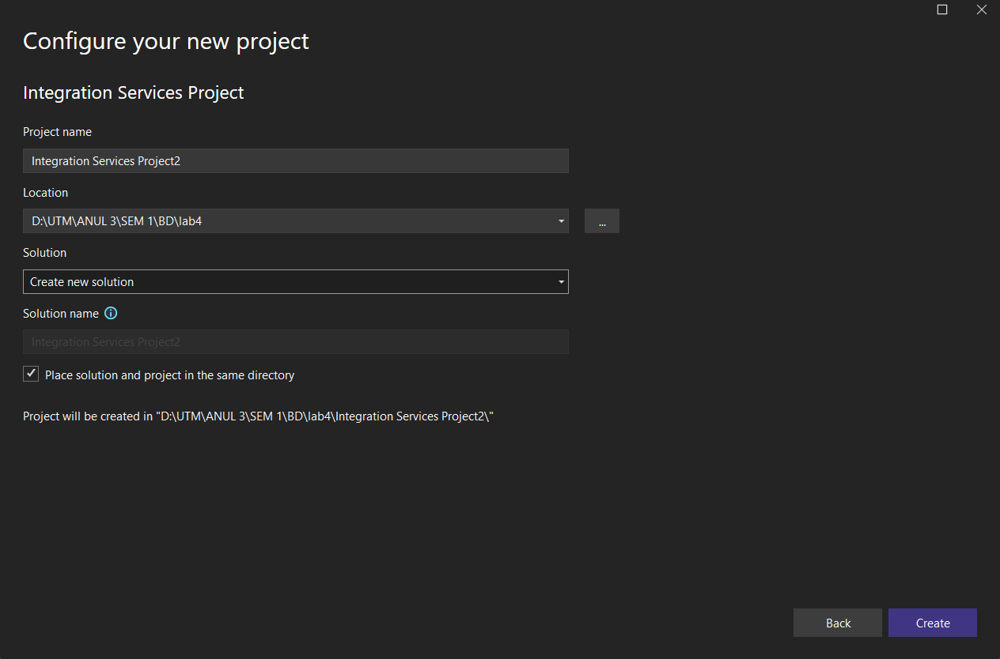 Configure your new project
Integration Services Project
Project name
Integration Services Project2
Location
D:\UTM\ANUL 3\SEM 1\BD\lab4
...
Solution
Create new solution
Solution name
Integration Services Project2
Place solution and project in the same directory
Project will be created in "D:\UTM\ANUL 3\SEM 1\BD\lab4\Integration Services Project2\"
Back
Create